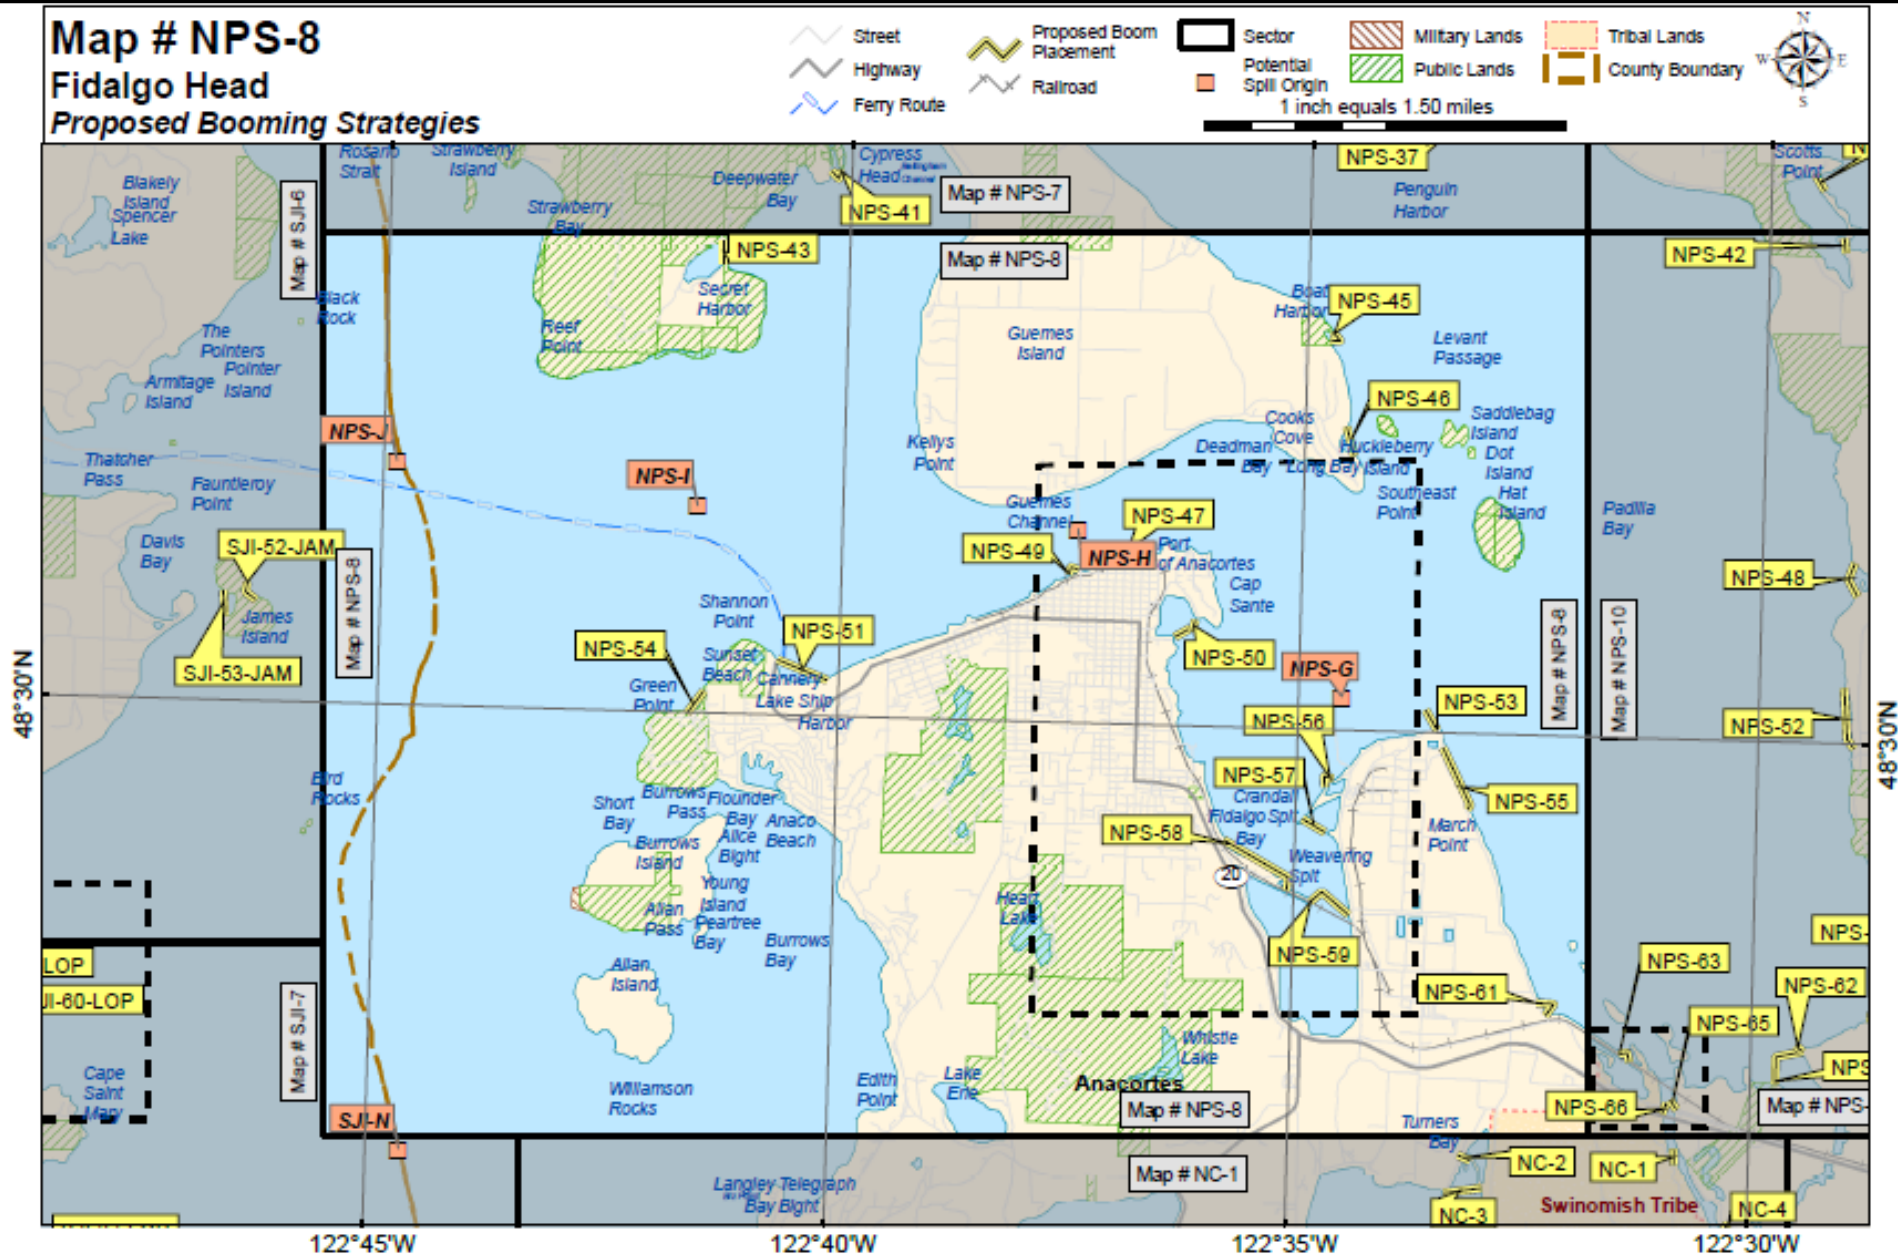 Map # NPS-8
Fidalgo Head
Proposed Booming Strategies
Street
Highway
Ferry Route
Proposed Boom
Placement
Railroad
Sector
Potential
Spill Origin
Military Lands
Public Lands
Tribal Lands
County Boundary
1 inch equals 1.50 miles
N
W
E
S
Rosario
Strait
Strawberry
Island
Deepwater
Bay
Cypress
Head
NPS-41
Map # NPS-7
NPS-37
Penguin
Harbor
Scotts
Point
N
Blakely
Island
Spencer
Lake
Map # SJI-6
Strawberry
Bay
NPS-43
Map # NPS-8
NPS-42
Black
Rock
Secret
Harbor
Reef
Point
Guemes
Island
Boat
Harbor
NPS-45
Levant
Passage
The
Pointers
Pointer
Island
Armitage
Island
NPS-J
NPS-46
Saddlebag
Island
Dot
Island
Hat
Island
Cooks
Cove
Deadman
Bay
Long Bay
Huckleberry
Island
Kellys
Point
Southeast
Point
Thatcher
Pass
Fauntleroy
Point
NPS-I
Guemes
Channel
NPS-47
Padilla
Bay
Davis
Bay
SJI-52-JAM
NPS-49
NPS-H
Port
of Anacortes
Cap
Sante
NPS-48
Map # NPS-8
James
Island
SJI-53-JAM
Shannon
Point
NPS-51
NPS-54
Sunset
Beach
Cannery
Lake
Ship
Harbor
Green
Point
NPS-50
NPS-G
NPS-53
Map # NPS-8
Map # NPS-10
NPS-52
48°30'N
48°30'N
NPS-56
NPS-57
Crandall
Spit
Fidalgo
Bay
NPS-55
NPS-58
March
Point
Bird
Rocks
Short
Bay
Burrows
Pass
Flounder
Bay
Alice
Bight
Anaco
Beach
Burrows
Island
Young
Island
Allan
Pass
Peartree
Bay
Burrows
Bay
Weaverling
Spit
20
Heart
Lake
NPS-59
NPS-
LOP
JI-60-LOP
Allan
Island
NPS-61
NPS-63
NPS-62
NPS-65
NPS
Map # SJI-7
Cape
Saint
Mary
Williamson
Rocks
Edith
Point
Lake
Erie
Whistle
Lake
Anacortes
Map # NPS-8
NPS-66
Map # NPS-
SJI-N
Turners
Bay
Map # NC-1
NC-2
NC-1
Langley
Bay
Telegraph
Bight
NC-3
Swinomish Tribe
NC-4
122°45'W
122°40'W
122°35'W
122°30'W